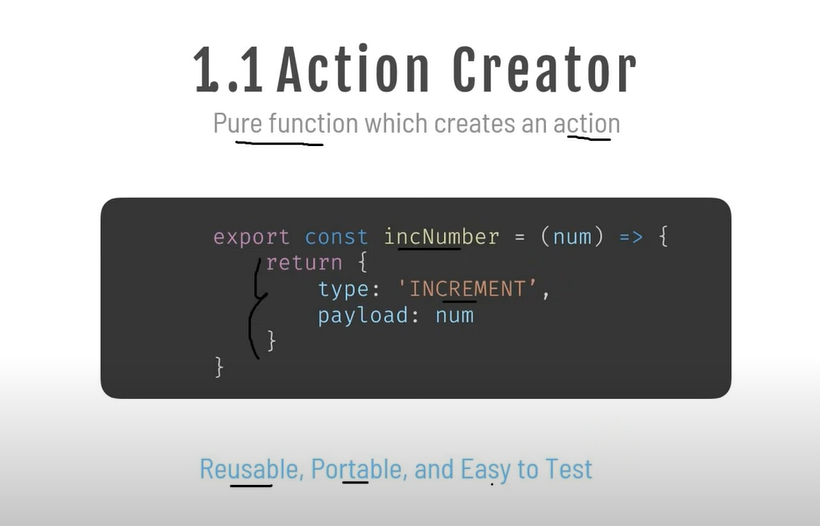 1.1 Action Creator
Pure function which creates an action
export const incNumber = (num) => {
return {
type: 'INCREMENT’,
payload: num
}
}
Reusable, Portable, and Easy to Test